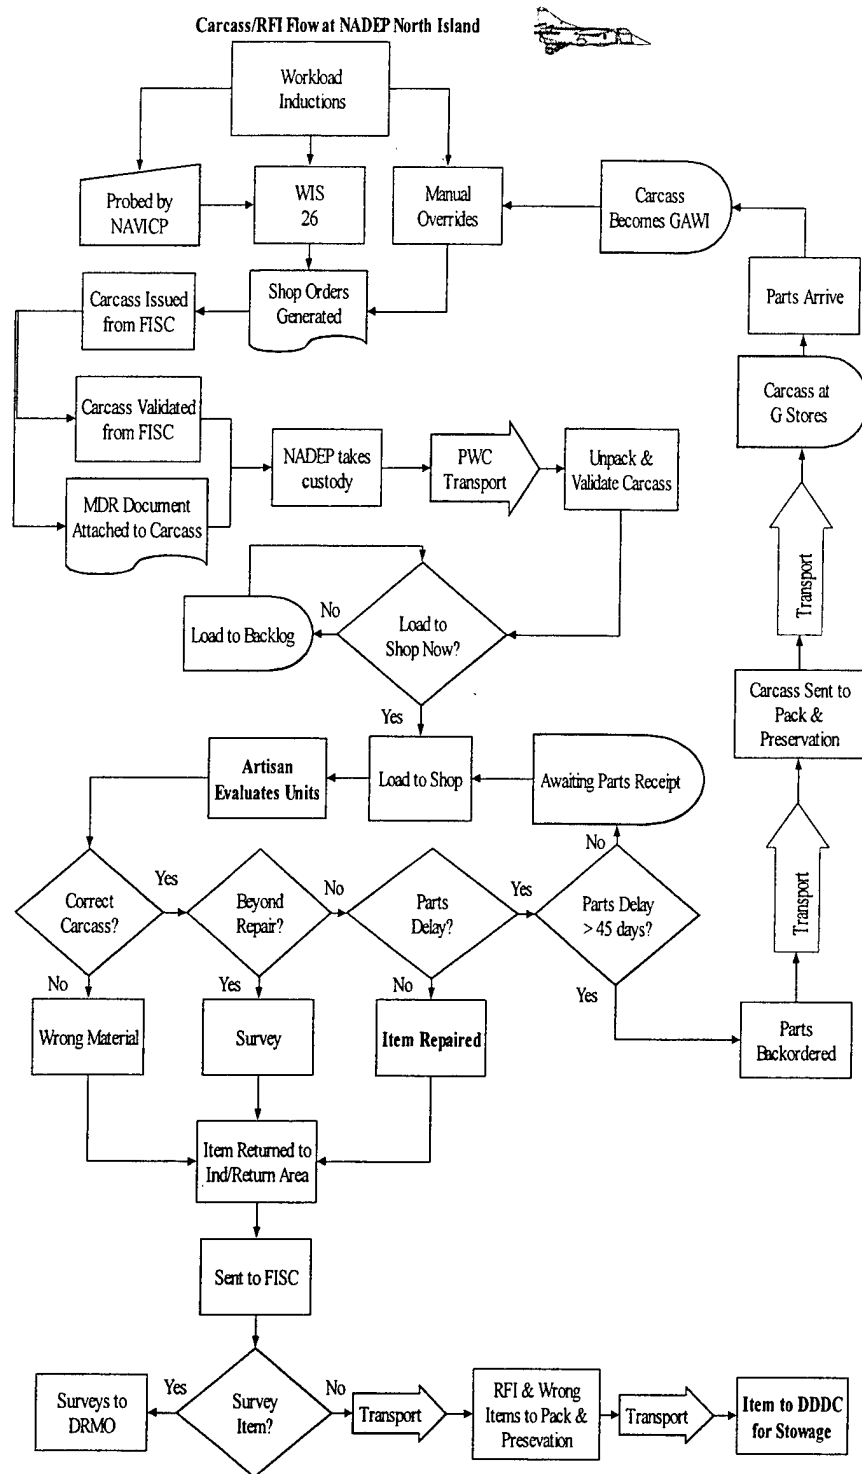 Carcass/RFI Flow at NADEP North Island
Workload
Inductions
Probed by
NAVICP
WIS
26
Manual
Overrides
Carcass
Becomes GAWI
Carcass Issued
from FISC
Shop Orders
Generated
Parts Arrive
Carcass at
G Stores
Carcass Validated
from FISC
NADEP takes
custody
PWC
Transport
Unpack &
Validate Carcass
MDR Document
Attached to Carcass
Transport
Load to Backlog
No
Load to
Shop Now?
Yes
Carcass Sent to
Pack &
Preservation
Artisan
Evaluates Units
Load to Shop
Awaiting Parts Receipt
No
Transport
Correct
Carcass?
Yes
Beyond
Repair?
No
Parts
Delay?
Yes
Parts Delay
> 45 days?
No
Yes
No
Yes
Wrong Material
Survey
Item Repaired
Parts
Backordered
Item Returned to
Ind/Return Area
Sent to FISC
Surveys to
DRMO
Yes
Survey
Item?
No
Transport
RFI & Wrong
Items to Pack &
Presevation
Transport
Item to DDDC
for Stowage